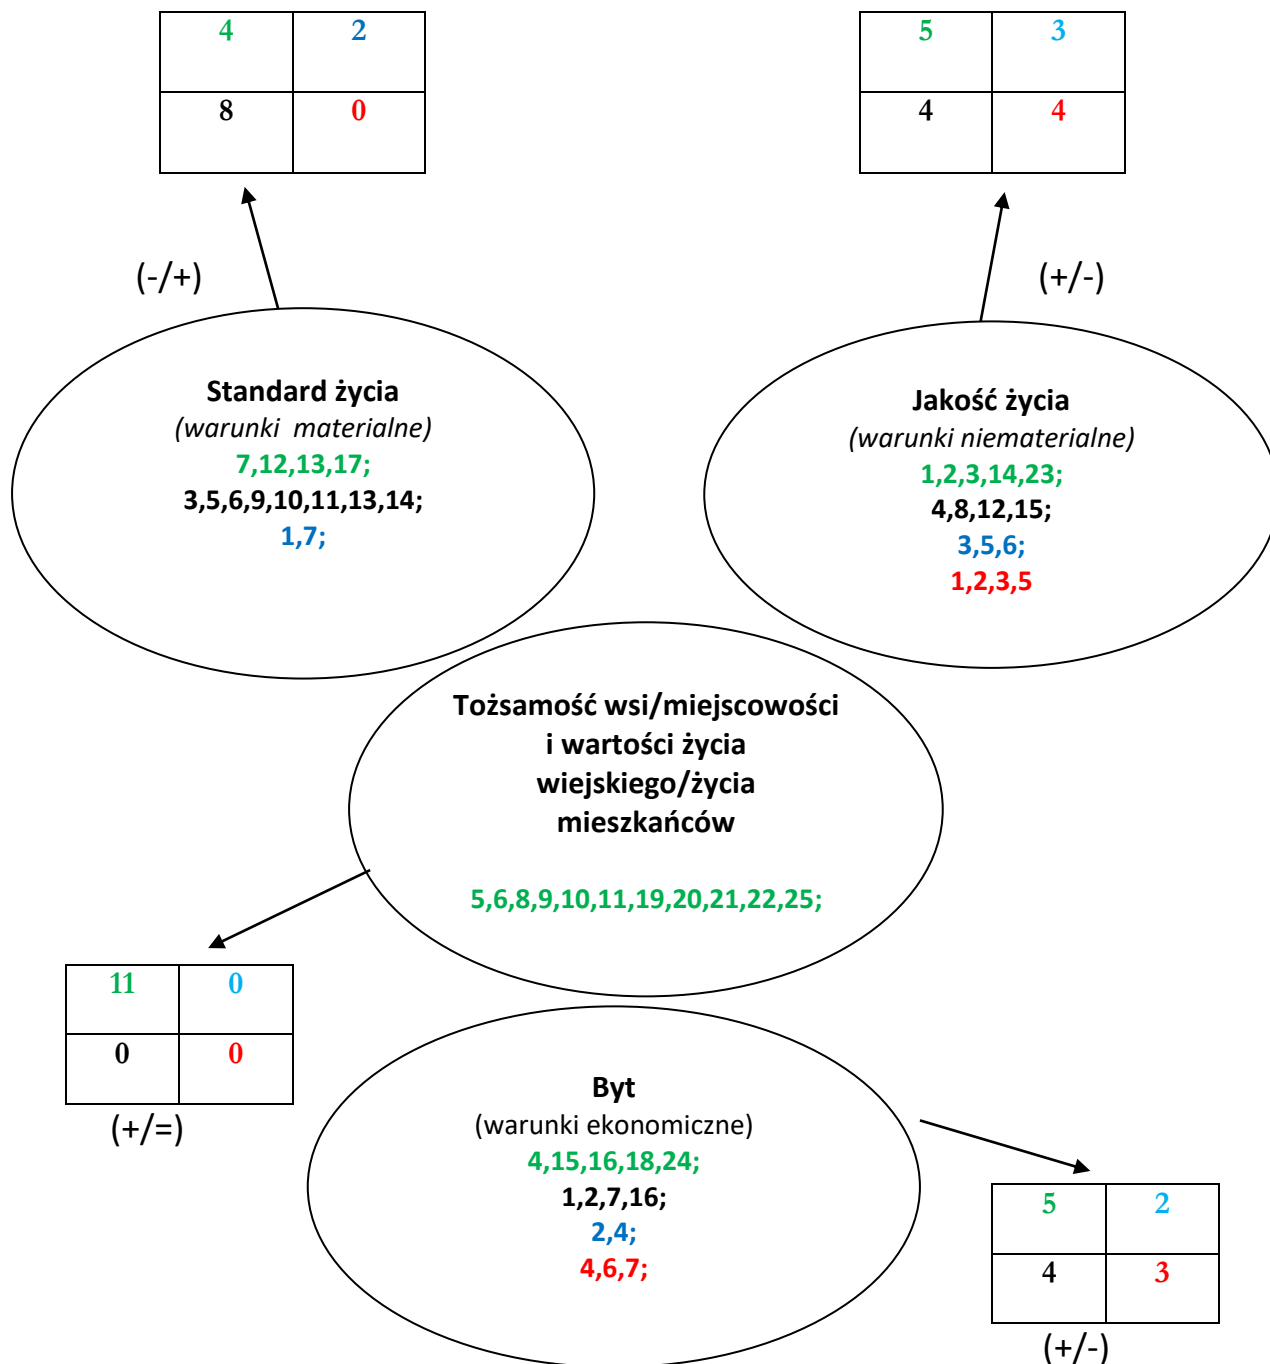 4 2
8 0
5 3
4 4
(-/+)
(+/-)
Standard życia
(warunki materialne)
7,12,13,17;
3,5,6,9,10,11,13,14;
1,7;
Jakość życia
(warunki niematerialne)
1,2,3,14,23;
4,8,12,15;
3,5,6;
1,2,3,5
Tożsamość wsi/miejscowości
i wartości życia
wiejskiego/życia
mieszkańców
5,6,8,9,10,11,19,20,21,22,25;
11 0
0 0
(+/=)
Byt
(warunki ekonomiczne)
4,15,16,18,24;
1,2,7,16;
2,4;
4,6,7;
5 2
4 3
(+/-)